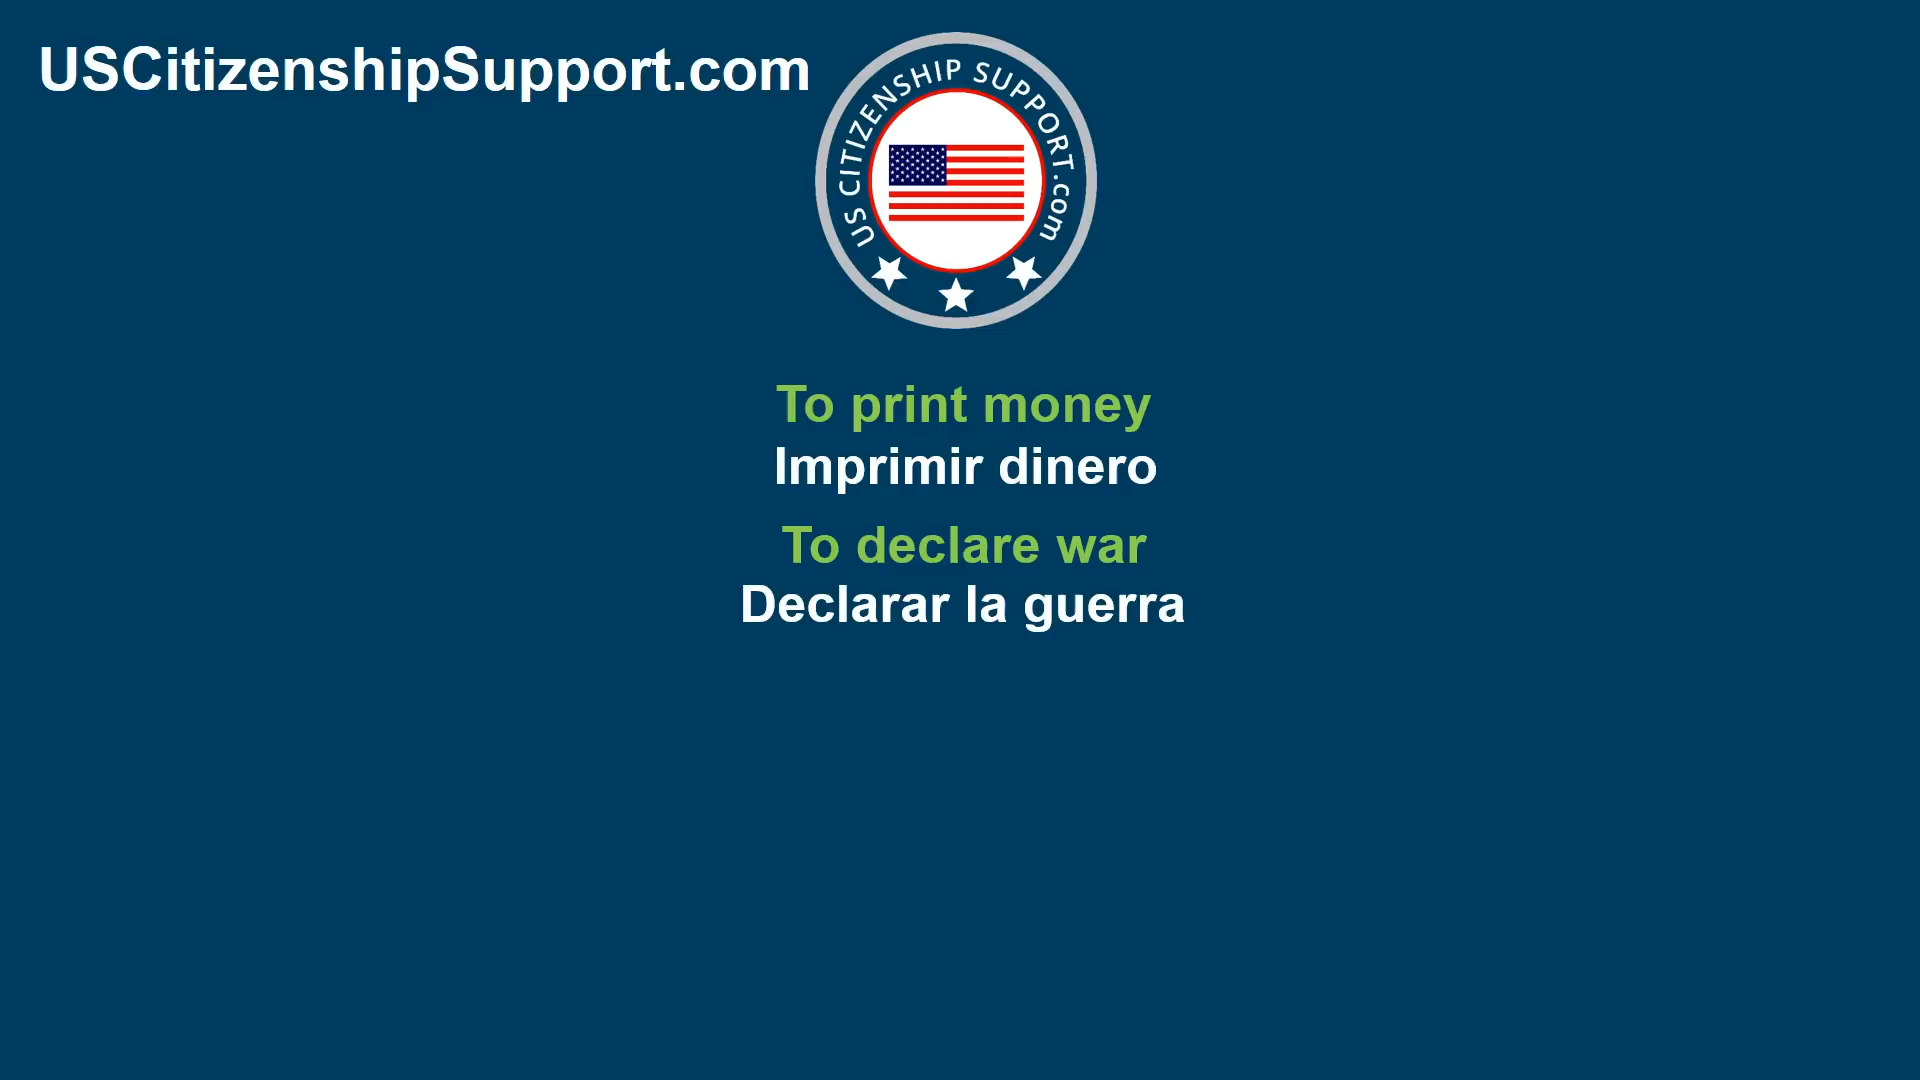 USCitizenshipSupport.com
US CITIZENSHIP SUPPORT.com
To print money
Imprimir dinero
To declare war
Declarar la guerra